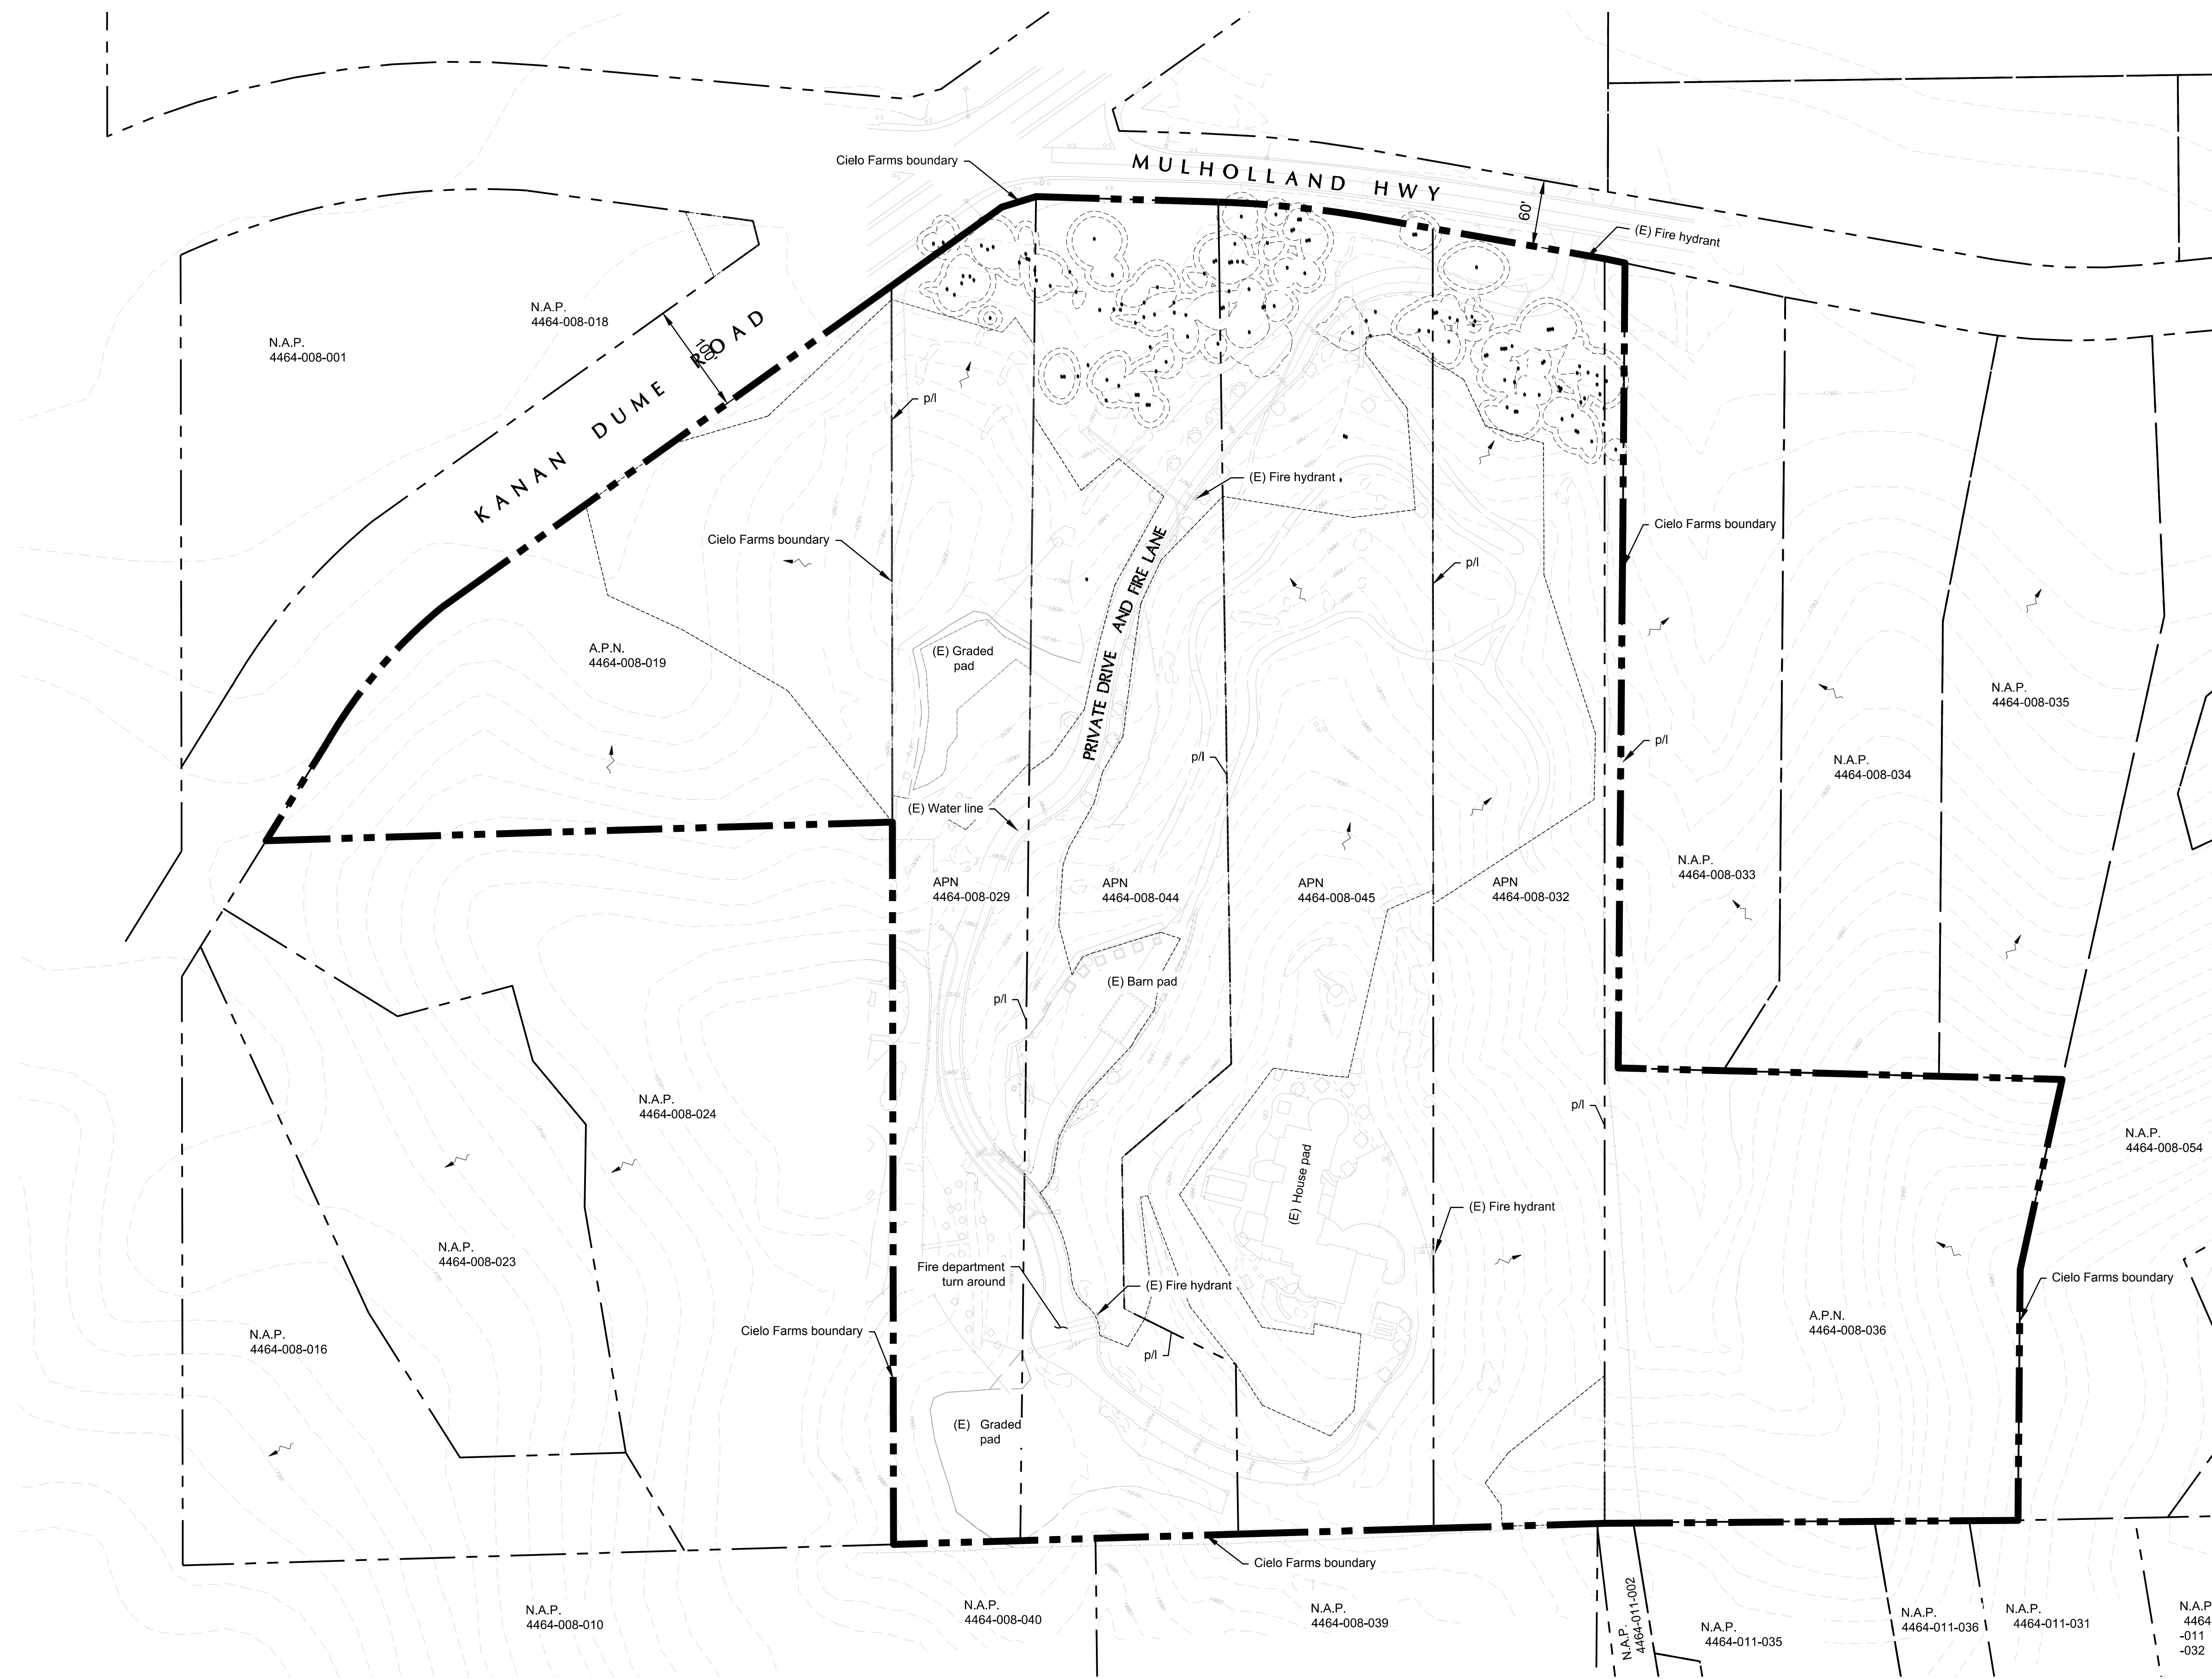 Cielo Farms boundary
MULHOLLAND HWY
60'
(E) Fire hydrant
N.A.P.
4464-008-018
N.A.P.
4464-008-001
KANAN DUME ROAD
100'
p/l
(E) Fire hydrant
Cielo Farms boundary
Cielo Farms boundary
p/l
PRIVATE DRIVE AND FIRE LANE
A.P.N.
4464-008-019
(E) Graded
pad
N.A.P.
4464-008-035
p/l
p/l
N.A.P.
4464-008-034
(E) Water line
N.A.P.
4464-008-033
APN
4464-008-029
APN
4464-008-044
APN
4464-008-045
APN
4464-008-032
(E) Barn pad
p/l
N.A.P.
4464-008-024
p/l
N.A.P.
4464-008-054
(E) House pad
(E) Fire hydrant
N.A.P.
4464-008-023
Fire department
turn around
(E) Fire hydrant
Cielo Farms boundary
A.P.N.
4464-008-036
Cielo Farms boundary
N.A.P.
4464-008-016
p/l
(E) Graded
pad
Cielo Farms boundary
N.A.P.
4464-008-010
N.A.P.
4464-008-040
N.A.P.
4464-008-039
N.A.P.
4464-011-002
N.A.P.
4464-011-035
N.A.P.
4464-011-036
N.A.P.
4464-011-031
N.A.P
4464
-011
-032